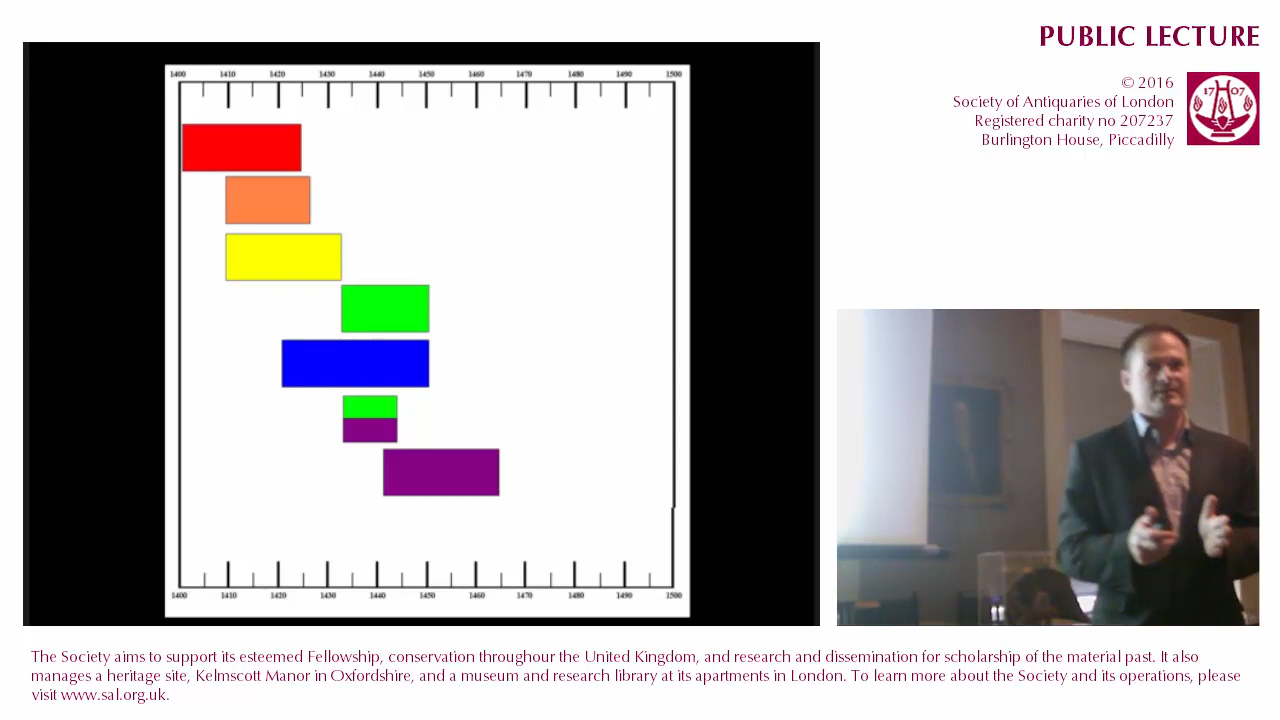 PUBLIC LECTURE
© 2016
Society of Antiquaries of London
Registered charity no 207237
Burlington House, Piccadilly
17 07
1400 1410 1420 1430 1440 1450 1460 1470 1480 1490 1500
1400 1410 1420 1430 1440 1450 1460 1470 1480 1490 1500
The Society aims to support its esteemed Fellowship, conservation throughour the United Kingdom, and research and dissemination for scholarship of the material past. It also
manages a heritage site, Kelmscott Manor in Oxfordshire, and a museum and research library at its apartments in London. To learn more about the Society and its operations, please
visit www.sal.org.uk.